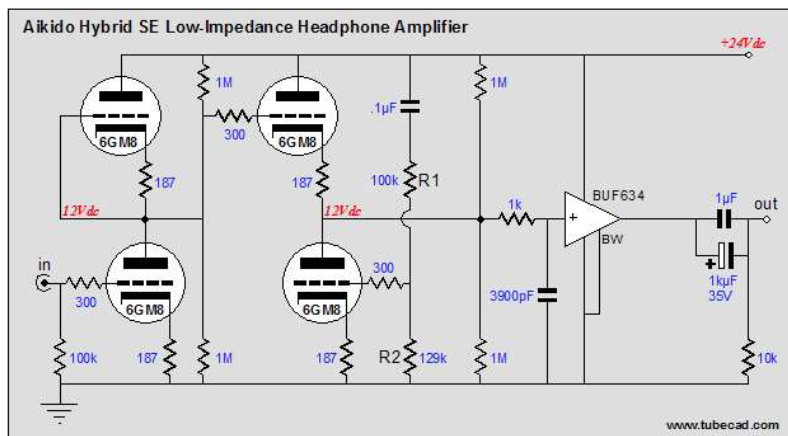 Aikido Hybrid SE Low-Impedance Headphone Amplifier
+24Vdc
1M
1M
.1µF
300
6GM8
6GM8
187
187
100k
R1
12Vdc
12Vdc
1k
+
BUF634
BW
1µF
out
+
1kµF
35V
in
300
6GM8
300
6GM8
3900pF
100k
187
1M
187
R2
129k
1M
10k
www.tubecad.com